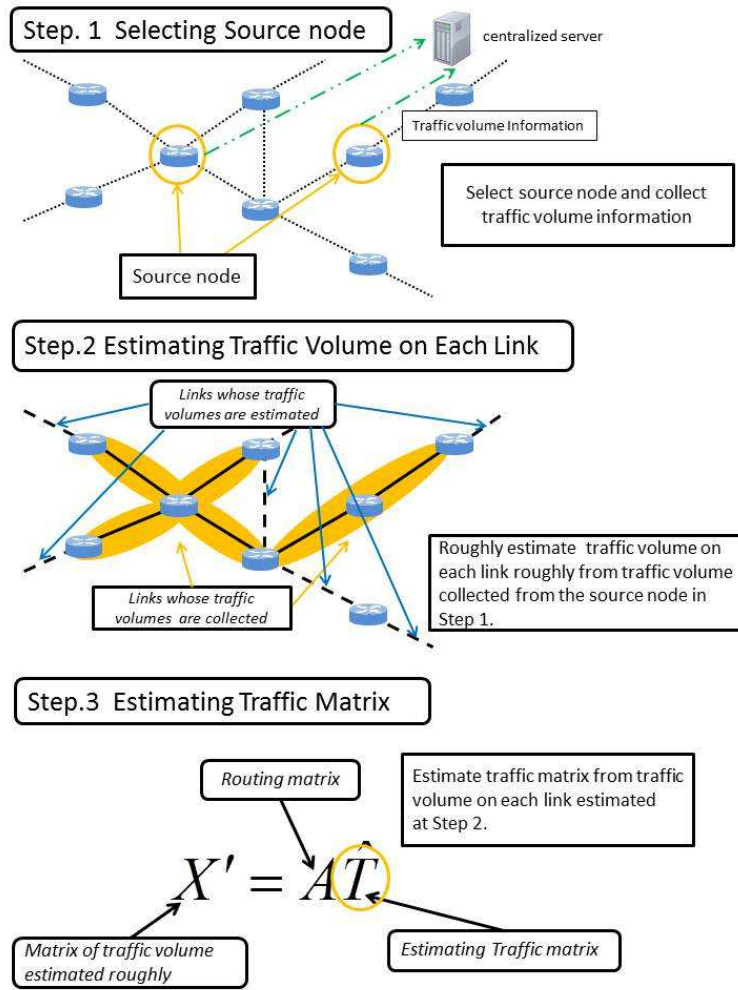 Step. 1 Selecting Source node
centralized server
Traffic volume Information
Select source node and collect
traffic volume information
Source node
Step.2 Estimating Traffic Volume on Each Link
Links whose traffic
volumes are estimated
Roughly estimate traffic volume on
each link roughly from traffic volume
collected from the source node in
Step 1.
Links whose traffic
volumes are collected
Step.3 Estimating Traffic Matrix
Routing matrix
Estimate traffic matrix from traffic
volume on each link estimated
at Step 2.
X' = AT̂
Matrix of traffic volume
estimated roughly
Estimating Traffic matrix